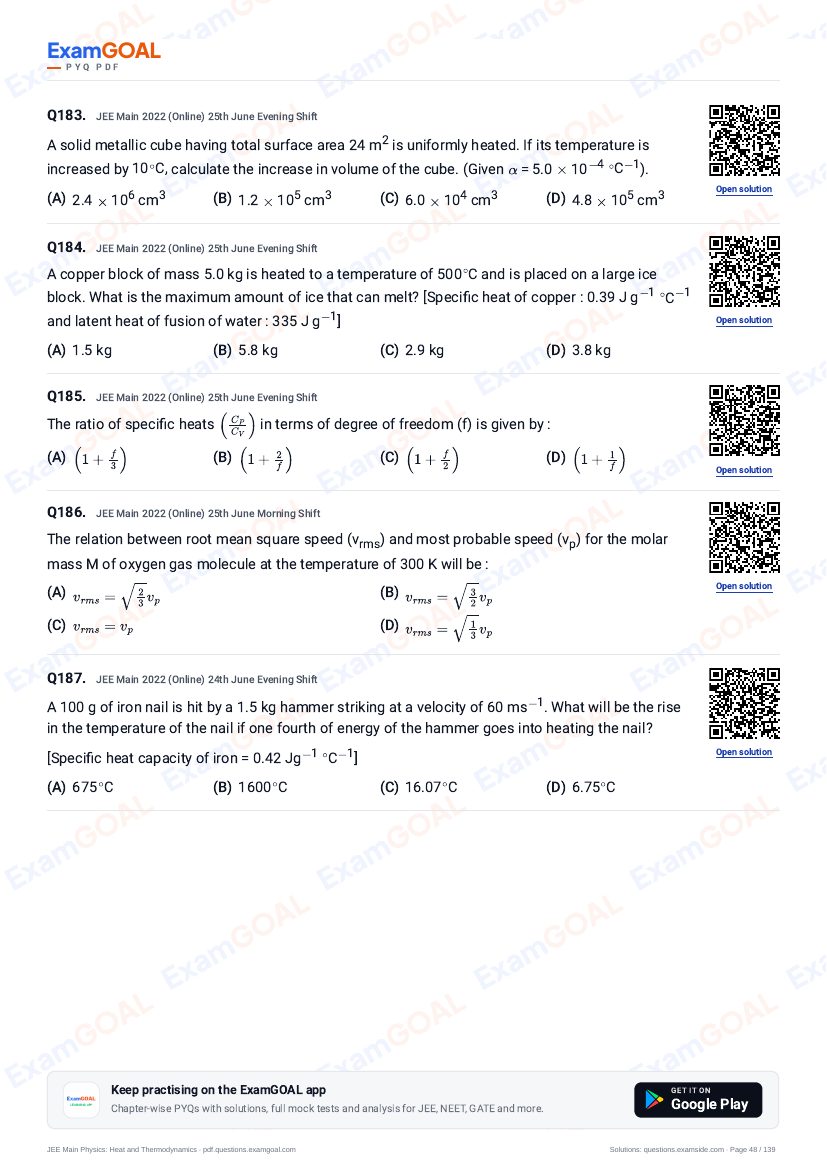 ExamGOAL
PYQ PDF
Q183. JEE Main 2022 (Online) 25th June Evening Shift
A solid metallic cube having total surface area 24 m² is uniformly heated. If its temperature is
increased by 10°C, calculate the increase in volume of the cube. (Given α = 5.0 × 10⁻⁴ °C⁻¹).
(A) 2.4 × 10⁶ cm³ (B) 1.2 × 10⁵ cm³ (C) 6.0 × 10⁴ cm³ (D) 4.8 × 10⁵ cm³
Open solution
Q184. JEE Main 2022 (Online) 25th June Evening Shift
A copper block of mass 5.0 kg is heated to a temperature of 500°C and is placed on a large ice
block. What is the maximum amount of ice that can melt? [Specific heat of copper : 0.39 J g⁻¹ °C⁻¹
and latent heat of fusion of water : 335 J g⁻¹]
(A) 1.5 kg (B) 5.8 kg (C) 2.9 kg (D) 3.8 kg
Open solution
Q185. JEE Main 2022 (Online) 25th June Evening Shift
The ratio of specific heats (C_P/C_V) in terms of degree of freedom (f) is given by :
(A) (1 + f/3) (B) (1 + 2/f) (C) (1 + f/2) (D) (1 + 1/f)
Open solution
Q186. JEE Main 2022 (Online) 25th June Morning Shift
The relation between root mean square speed (v_rms) and most probable speed (v_p) for the molar
mass M of oxygen gas molecule at the temperature of 300 K will be :
(A) v_rms = √(2/3) v_p (B) v_rms = √(3/2) v_p
(C) v_rms = v_p (D) v_rms = √(1/3) v_p
Open solution
Q187. JEE Main 2022 (Online) 24th June Evening Shift
A 100 g of iron nail is hit by a 1.5 kg hammer striking at a velocity of 60 ms⁻¹. What will be the rise
in the temperature of the nail if one fourth of energy of the hammer goes into heating the nail?
[Specific heat capacity of iron = 0.42 Jg⁻¹ °C⁻¹]
(A) 675°C (B) 1600°C (C) 16.07°C (D) 6.75°C
Open solution
ExamGOAL
Keep practising on the ExamGOAL app
Chapter-wise PYQs with solutions, full mock tests and analysis for JEE, NEET, GATE and more.
GET IT ON
Google Play
JEE Main Physics: Heat and Thermodynamics · pdf.questions.examgoal.com
Solutions: questions.examside.com · Page 48 / 139